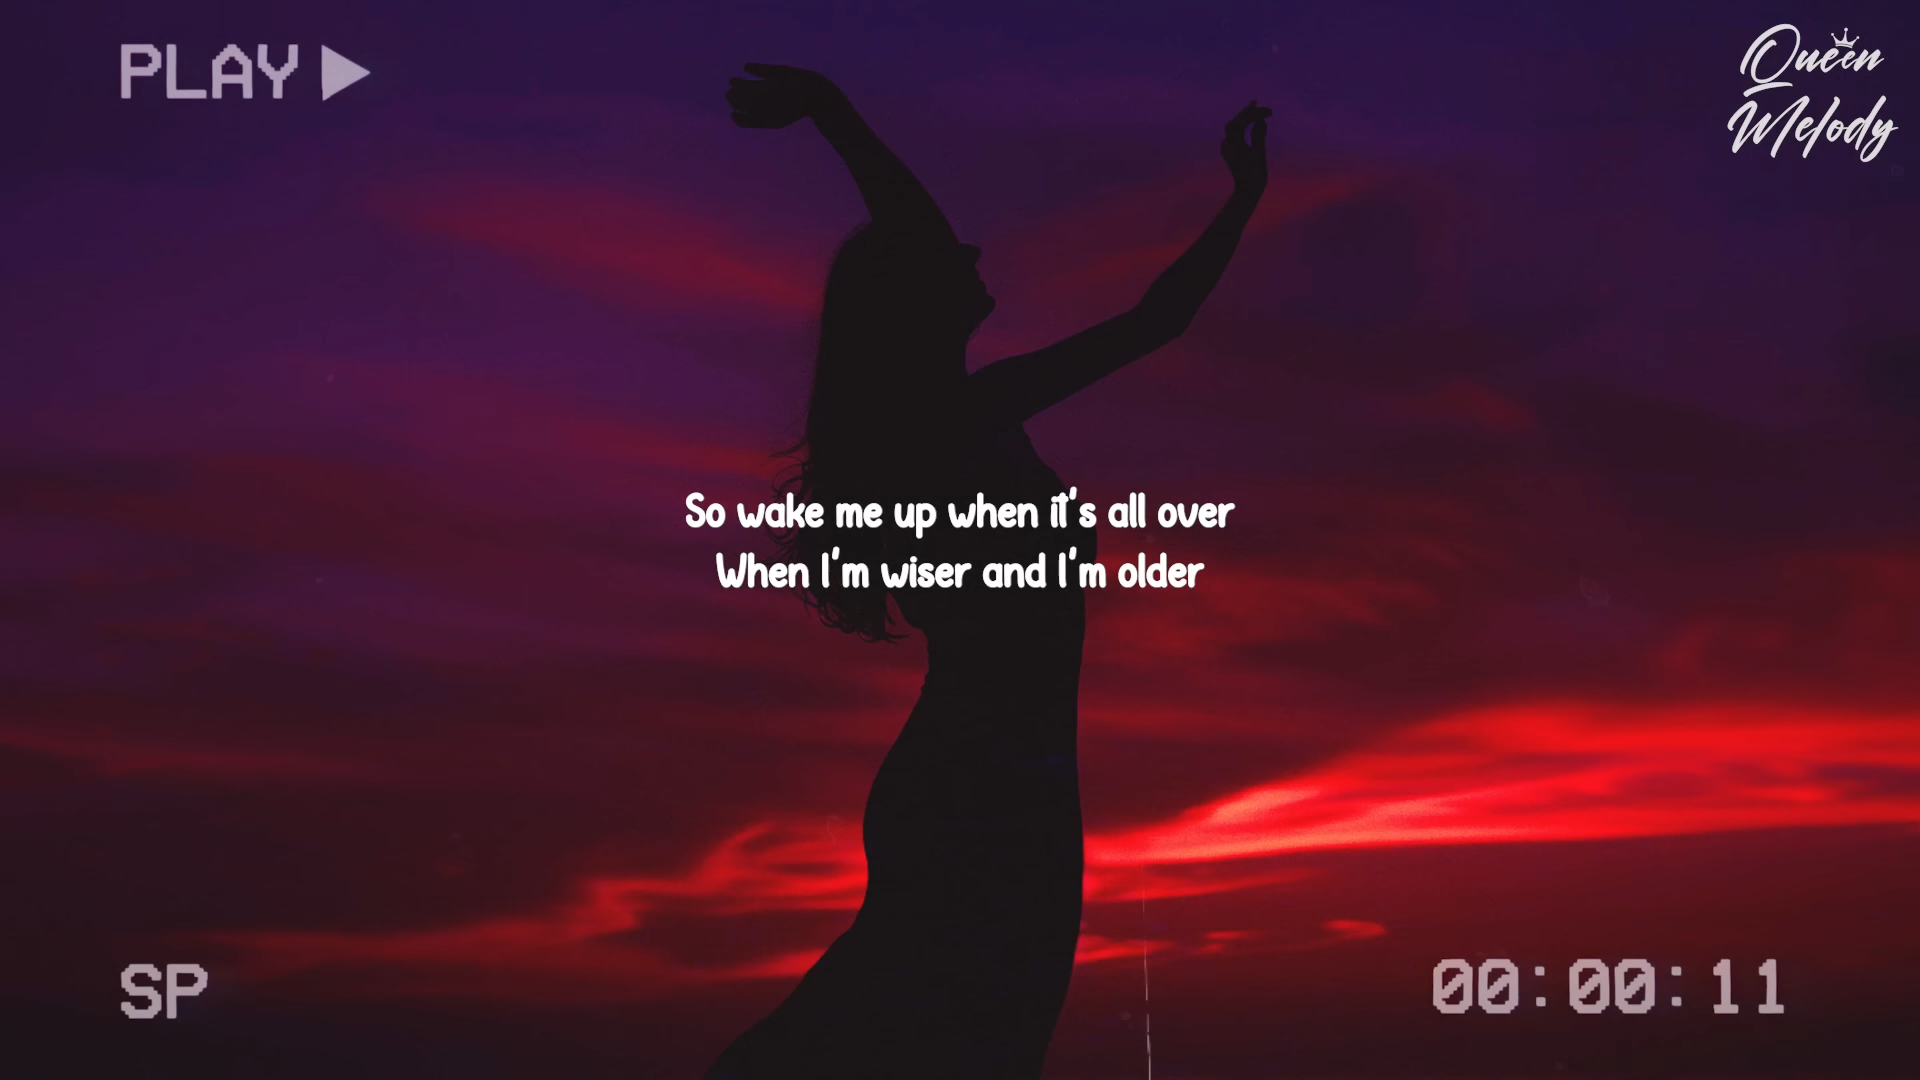 PLAY
Queen
Melody
So wake me up when it's all over
When I'm wiser and I'm older
SP
00:00:11